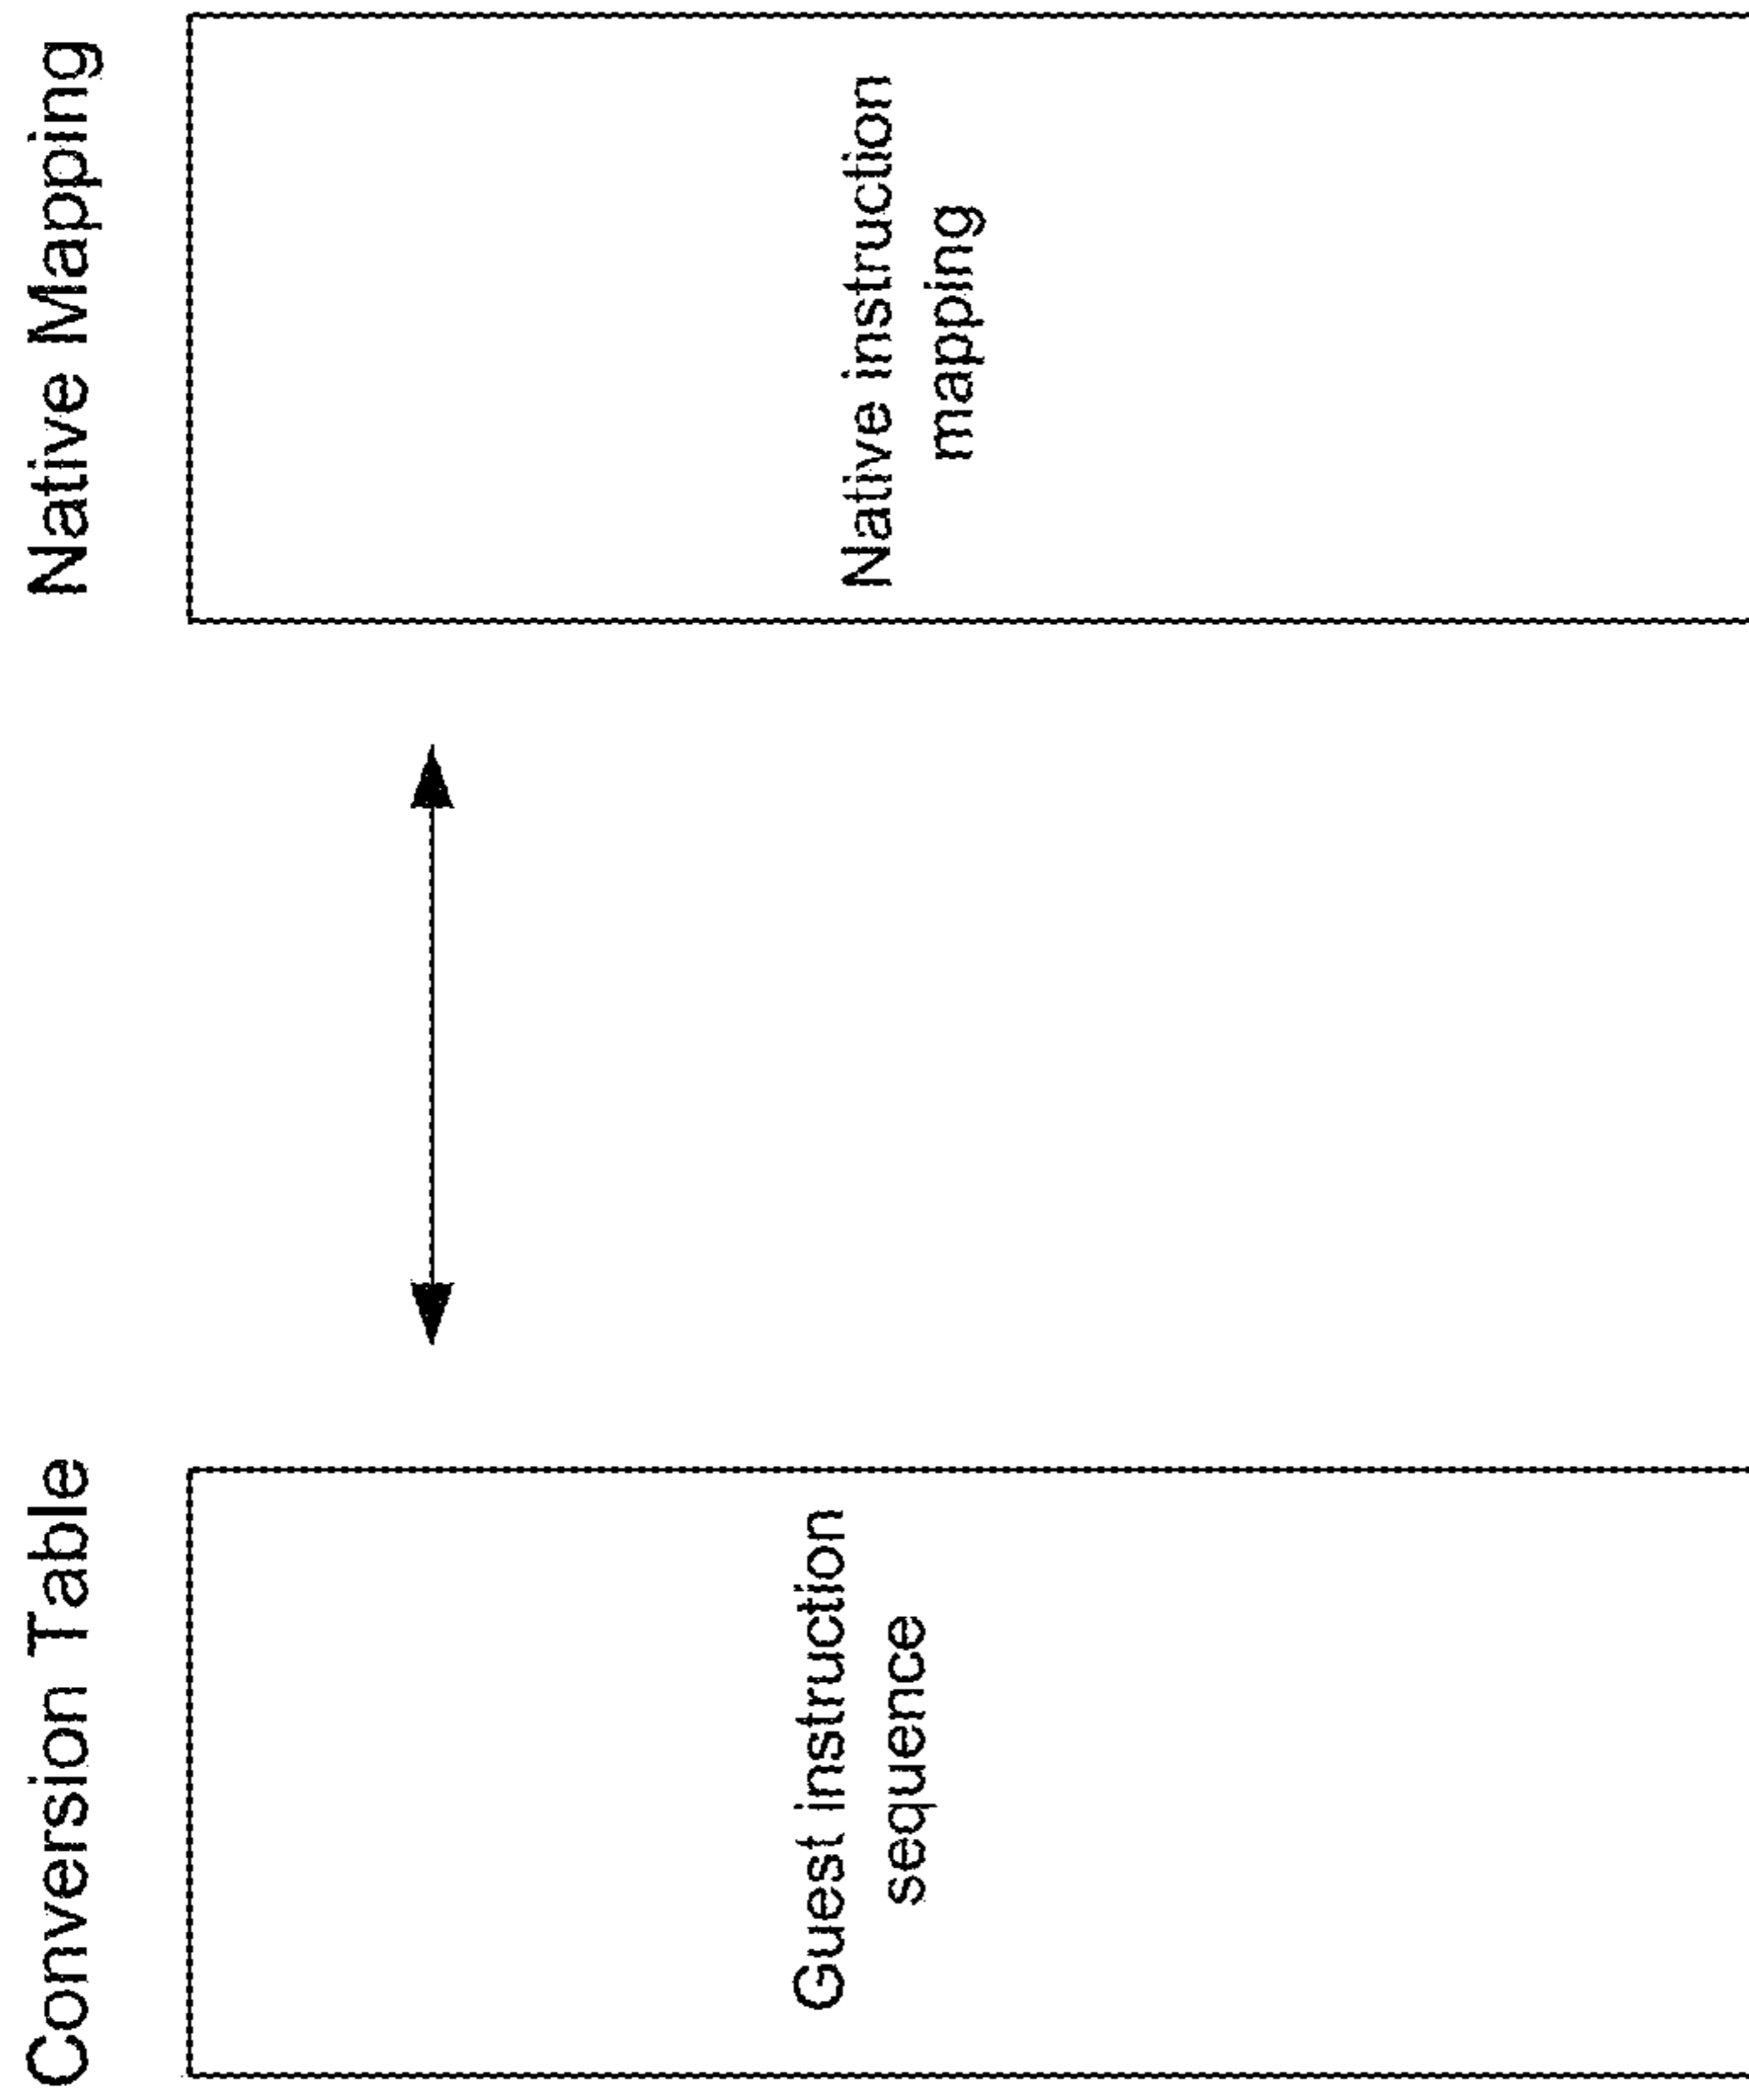 Conversion Table
Native Mapping
Guest instruction
sequence
Native instruction
mapping